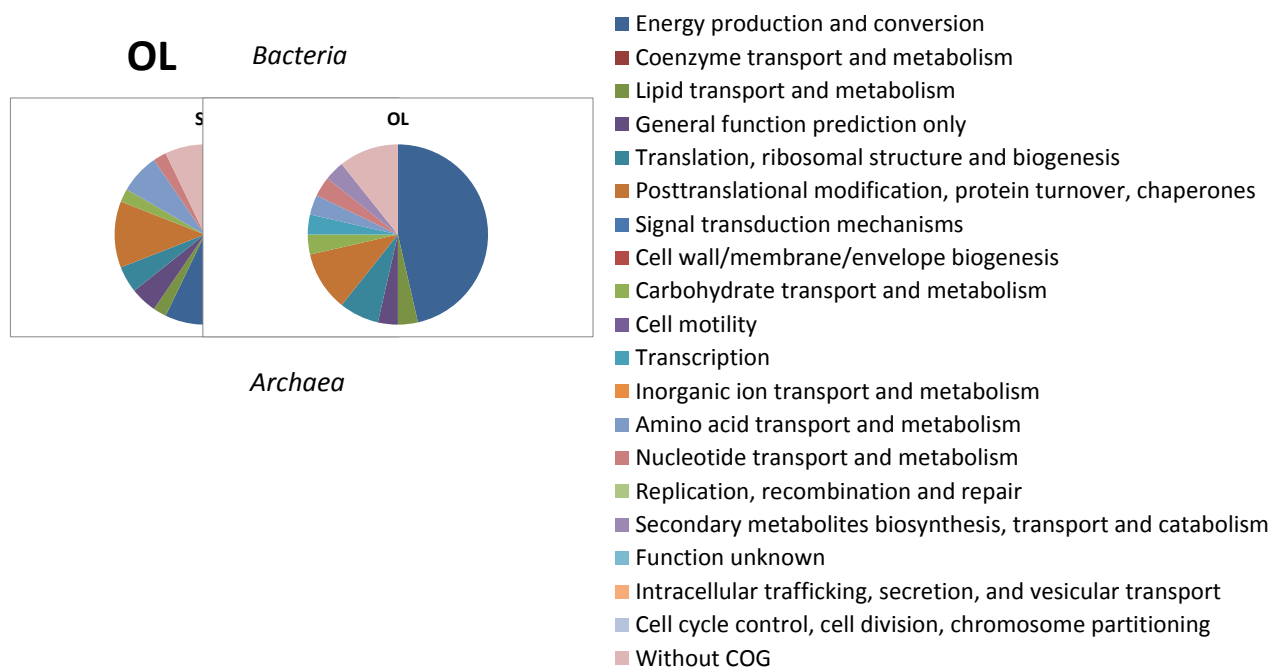 OL
Bacteria
S
OL
Archaea
Energy production and conversion
Coenzyme transport and metabolism
Lipid transport and metabolism
General function prediction only
Translation, ribosomal structure and biogenesis
Posttranslational modification, protein turnover, chaperones
Signal transduction mechanisms
Cell wall/membrane/envelope biogenesis
Carbohydrate transport and metabolism
Cell motility
Transcription
Inorganic ion transport and metabolism
Amino acid transport and metabolism
Nucleotide transport and metabolism
Replication, recombination and repair
Secondary metabolites biosynthesis, transport and catabolism
Function unknown
Intracellular trafficking, secretion, and vesicular transport
Cell cycle control, cell division, chromosome partitioning
Without COG